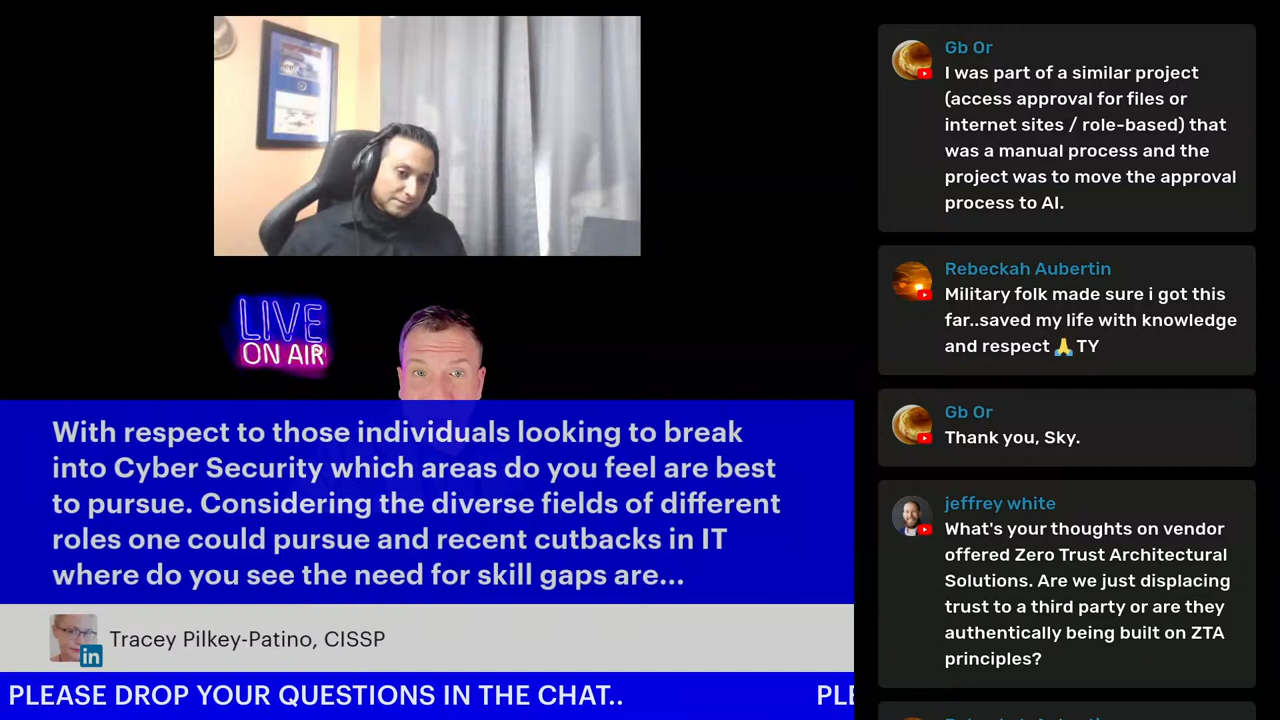 LIVE
ON AIR
With respect to those individuals looking to break
into Cyber Security which areas do you feel are best
to pursue. Considering the diverse fields of different
roles one could pursue and recent cutbacks in IT
where do you see the need for skill gaps are...
in
Tracey Pilkey-Patino, CISSP
PLEASE DROP YOUR QUESTIONS IN THE CHAT.. PLE
Gb Or
I was part of a similar project
(access approval for files or
internet sites / role-based) that
was a manual process and the
project was to move the approval
process to AI.
Rebeckah Aubertin
Military folk made sure i got this
far..saved my life with knowledge
and respect 🙏 TY
Gb Or
Thank you, Sky.
jeffrey white
What's your thoughts on vendor
offered Zero Trust Architectural
Solutions. Are we just displacing
trust to a third party or are they
authentically being built on ZTA
principles?